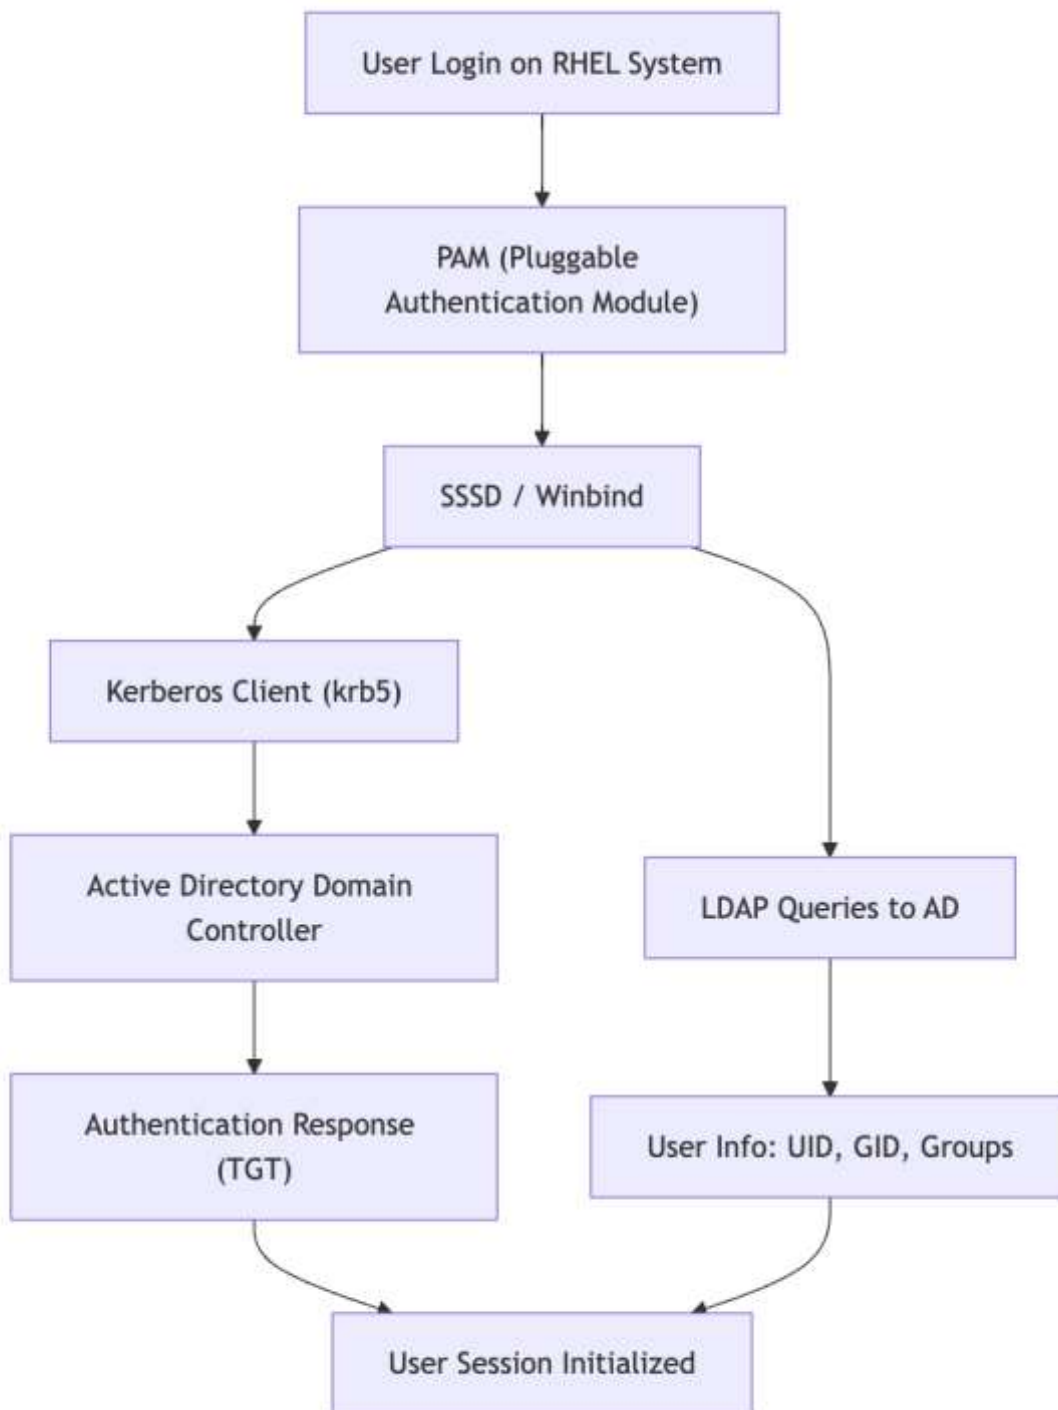 User Login on RHEL System
PAM (Pluggable
Authentication Module)
SSSD / Winbind
Kerberos Client (krb5)
Active Directory Domain
Controller
LDAP Queries to AD
Authentication Response
(TGT)
User Info: UID, GID, Groups
User Session Initialized